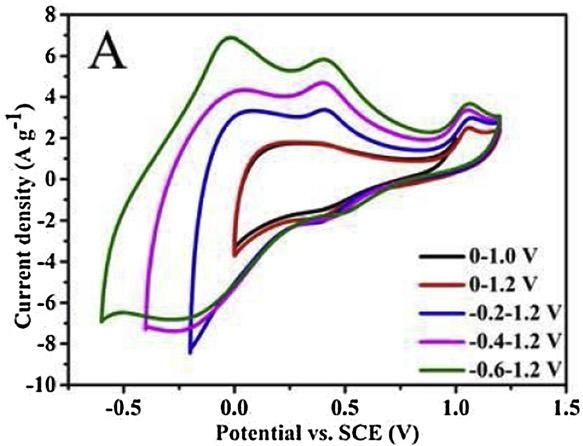 A
8
6
4
2
0
-2
-4
-6
-8
-10
Current density (A g-1)
0-1.0 V
0-1.2 V
-0.2-1.2 V
-0.4-1.2 V
-0.6-1.2 V
-0.5 0.0 0.5 1.0 1.5
Potential vs. SCE (V)